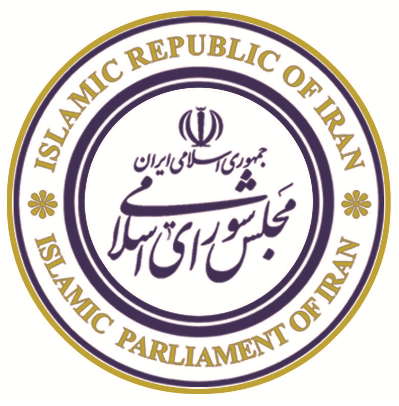 ISLAMIC REPUBLIC OF IRAN
جمهوری اسلامی ایران
مجلس شورای اسلامی
ISLAMIC PARLIAMENT OF IRAN